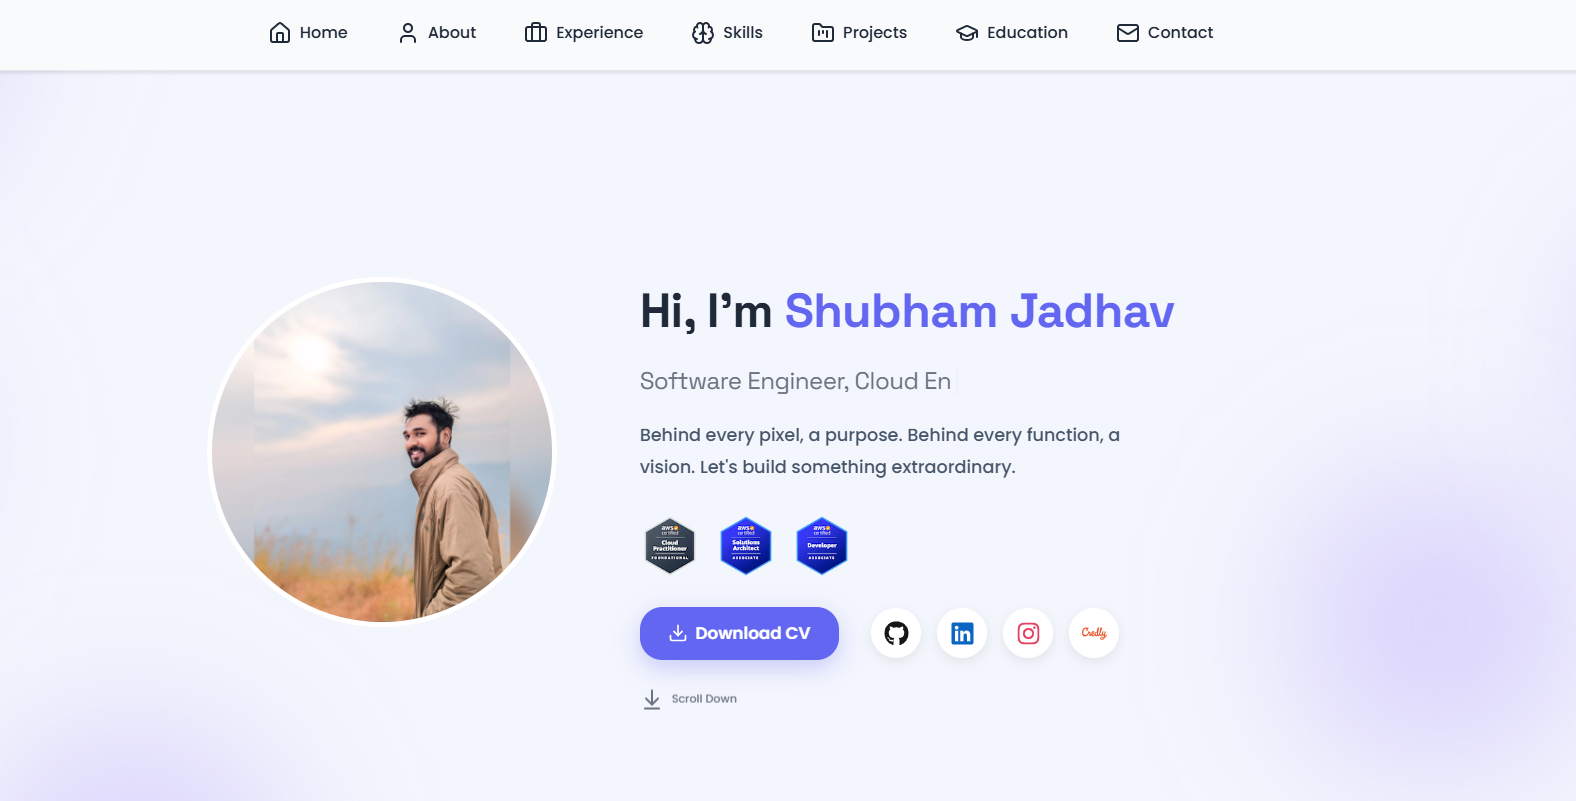 Home About Experience Skills Projects Education Contact
Hi, I'm Shubham Jadhav
Software Engineer, Cloud En
Behind every pixel, a purpose. Behind every function, a
vision. Let's build something extraordinary.
aws certified Cloud Practitioner FOUNDATIONAL
aws certified Solutions Architect ASSOCIATE
aws certified Developer ASSOCIATE
Download CV in Credly
Scroll Down